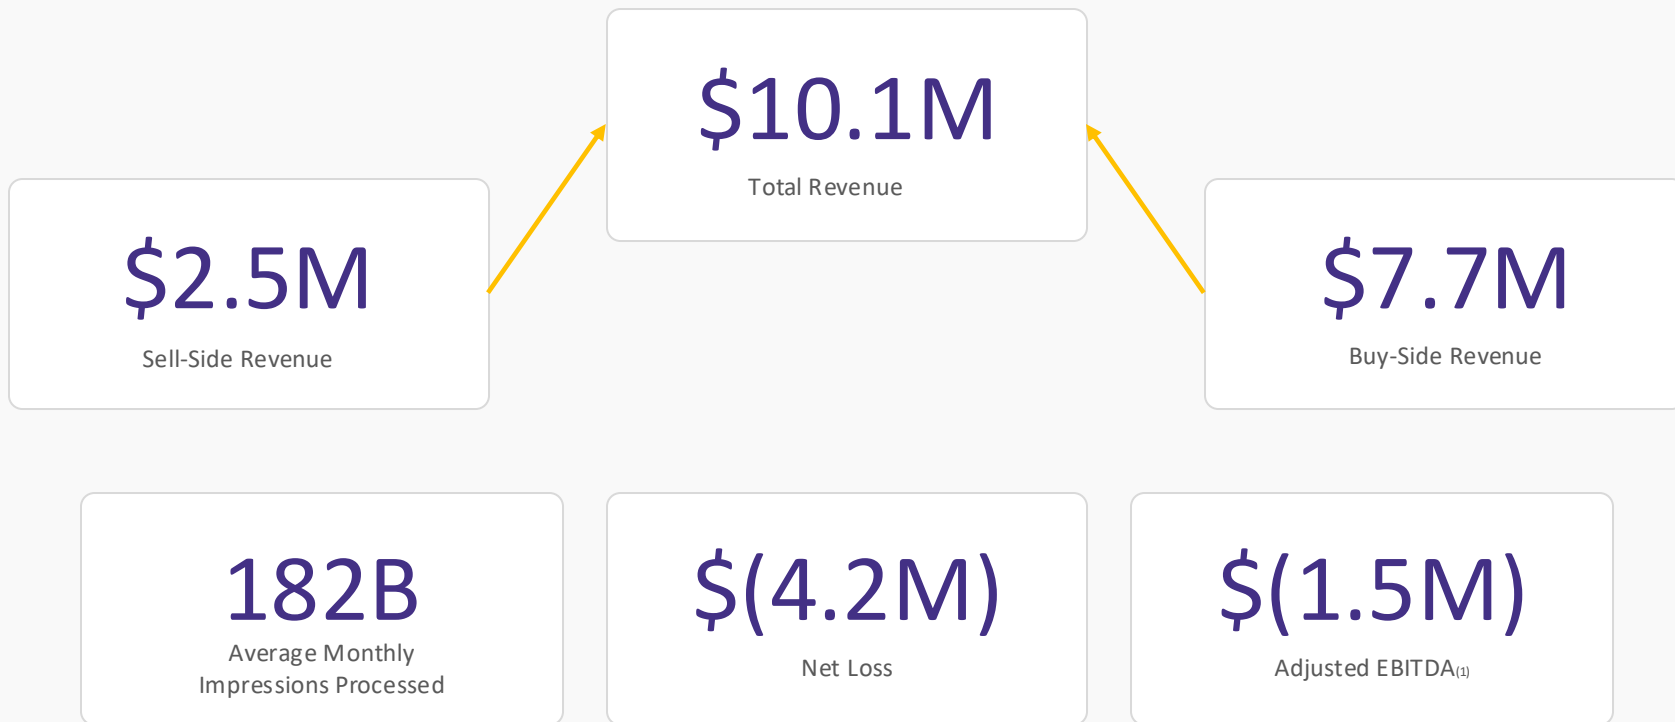 $10.1M
Total Revenue
$2.5M
Sell-Side Revenue
$7.7M
Buy-Side Revenue
182B
Average Monthly
Impressions Processed
$(4.2M)
Net Loss
$(1.5M)
Adjusted EBITDA(1)